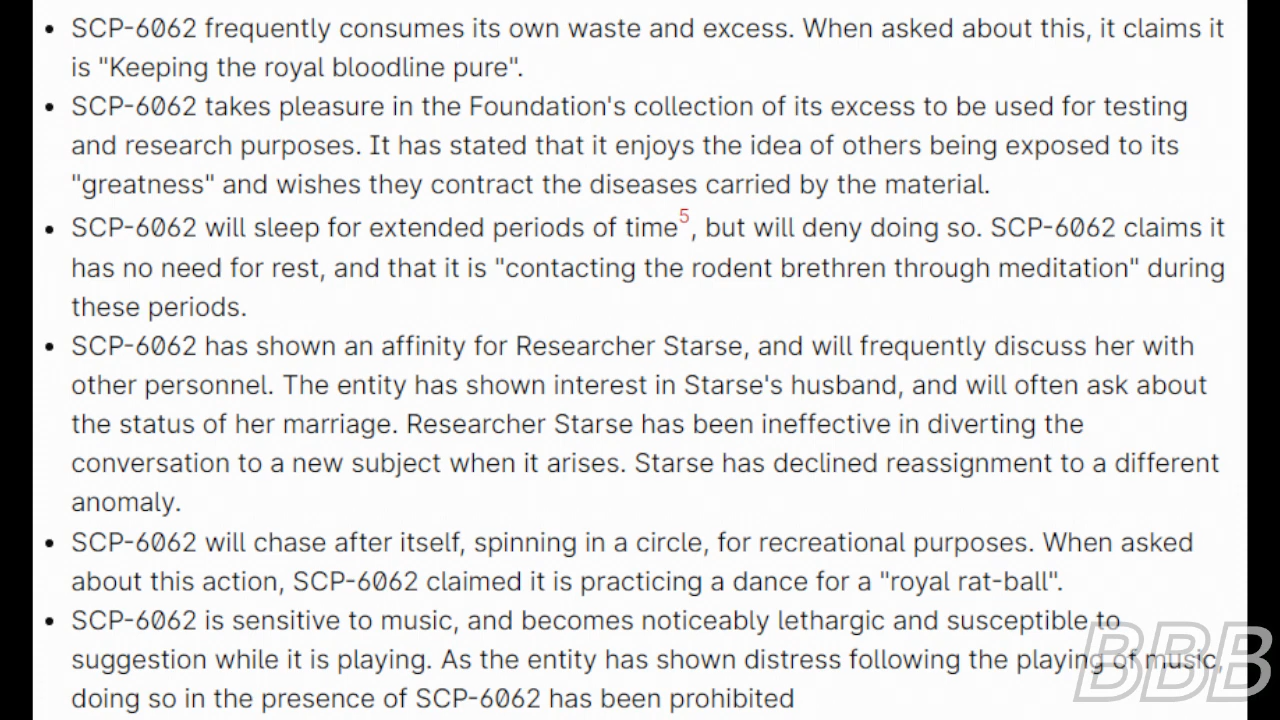 • SCP-6062 frequently consumes its own waste and excess. When asked about this, it claims it
is "Keeping the royal bloodline pure".
• SCP-6062 takes pleasure in the Foundation's collection of its excess to be used for testing
and research purposes. It has stated that it enjoys the idea of others being exposed to its
"greatness" and wishes they contract the diseases carried by the material.
• SCP-6062 will sleep for extended periods of time5, but will deny doing so. SCP-6062 claims it
has no need for rest, and that it is "contacting the rodent brethren through meditation" during
these periods.
• SCP-6062 has shown an affinity for Researcher Starse, and will frequently discuss her with
other personnel. The entity has shown interest in Starse's husband, and will often ask about
the status of her marriage. Researcher Starse has been ineffective in diverting the
conversation to a new subject when it arises. Starse has declined reassignment to a different
anomaly.
• SCP-6062 will chase after itself, spinning in a circle, for recreational purposes. When asked
about this action, SCP-6062 claimed it is practicing a dance for a "royal rat-ball".
• SCP-6062 is sensitive to music, and becomes noticeably lethargic and susceptible to
suggestion while it is playing. As the entity has shown distress following the playing of music,
doing so in the presence of SCP-6062 has been prohibited
BBB